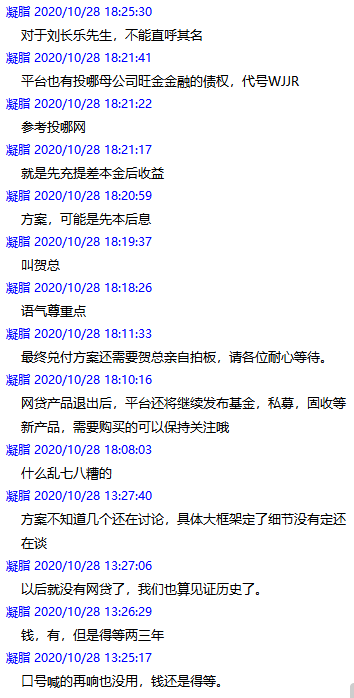 凝脂 2020/10/28 18:25:30
对于刘长乐先生，不能直呼其名
凝脂 2020/10/28 18:21:41
平台也有投哪母公司旺金金融的债权，代号WJJR
凝脂 2020/10/28 18:21:22
参考投哪网
凝脂 2020/10/28 18:21:17
就是先充提差本金后收益
凝脂 2020/10/28 18:20:59
方案，可能是先本后息
凝脂 2020/10/28 18:19:37
叫贺总
凝脂 2020/10/28 18:18:26
语气尊重点
凝脂 2020/10/28 18:11:33
最终兑付方案还需要贺总亲自拍板，请各位耐心等待。
凝脂 2020/10/28 18:10:16
网贷产品退出后，平台还将继续发布基金，私募，固收等
新产品，需要购买的可以保持关注哦
凝脂 2020/10/28 18:08:03
什么乱七八糟的
凝脂 2020/10/28 13:27:40
方案不知道几个还在讨论，具体大框架定了细节没有定还
在谈
凝脂 2020/10/28 13:27:06
以后就没有网贷了，我们也算见证历史了。
凝脂 2020/10/28 13:26:29
钱，有，但是得等两三年
凝脂 2020/10/28 13:25:17
口号喊的再响也没用，钱还是得等。